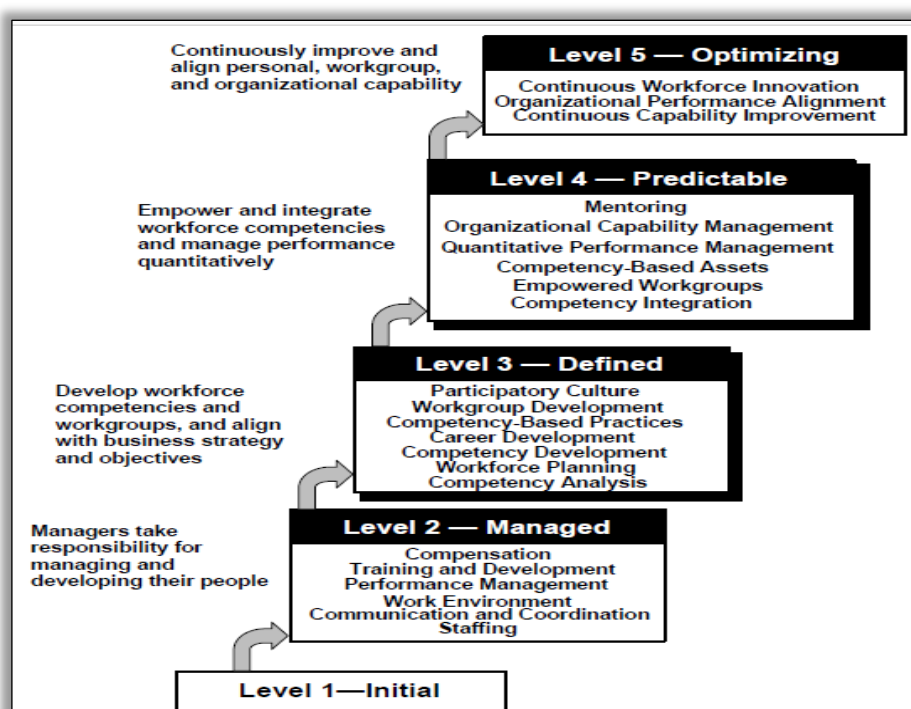 Continuously improve and
align personal, workgroup,
and organizational capability
Level 5 — Optimizing
Continuous Workforce Innovation
Organizational Performance Alignment
Continuous Capability Improvement
Empower and integrate
workforce competencies
and manage performance
quantitatively
Level 4 — Predictable
Mentoring
Organizational Capability Management
Quantitative Performance Management
Competency-Based Assets
Empowered Workgroups
Competency Integration
Develop workforce
competencies and
workgroups, and align
with business strategy
and objectives
Level 3 — Defined
Participatory Culture
Workgroup Development
Competency-Based Practices
Career Development
Competency Development
Workforce Planning
Competency Analysis
Managers take
responsibility for
managing and
developing their people
Level 2 — Managed
Compensation
Training and Development
Performance Management
Work Environment
Communication and Coordination
Staffing
Level 1—Initial